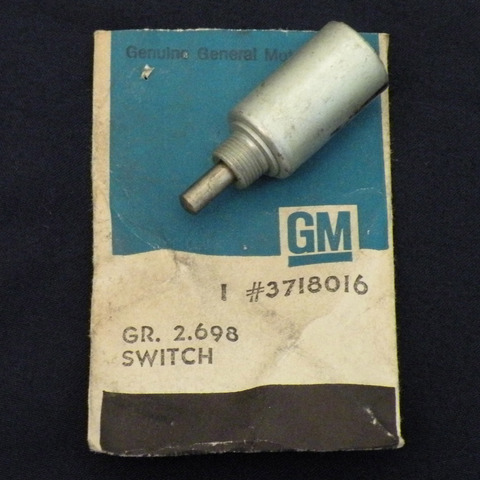 Genuine General Mot
GM
1 #3718016
GR. 2.698
SWITCH